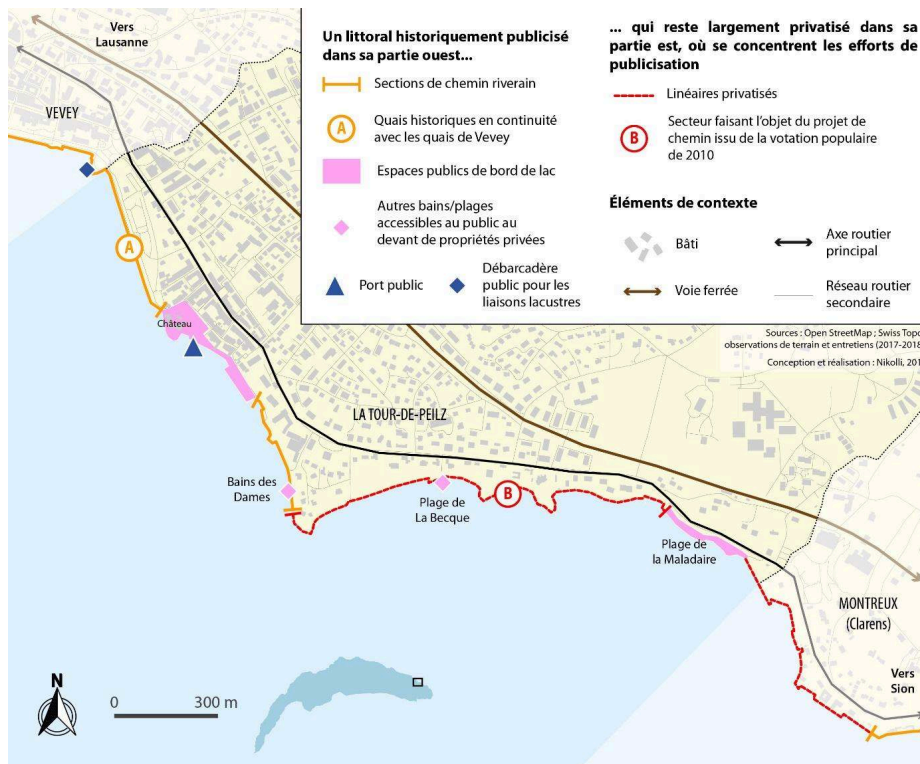 Vers
Lausanne
VEVEY
A
Château
LA TOUR-DE-PEILZ
Bains des
Dames
Plage de
La Becque
B
Plage de
la Maladaire
MONTREUX
(Clarens)
Vers
Sion
N
0 300 m
Un littoral historiquement publicisé
dans sa partie ouest...
Sections de chemin riverain
A
Quais historiques en continuité
avec les quais de Vevey
Espaces publics de bord de lac
Autres bains/plages
accessibles au public au
devant de propriétés privées
Port public
Débarcadère
public pour les
liaisons lacustres
... qui reste largement privatisé dans sa
partie est, où se concentrent les efforts de
publicisation
Linéaires privatisés
B
Secteur faisant l'objet du projet de
chemin issu de la votation populaire
de 2010
Éléments de contexte
Bâti
Axe routier
principal
Voie ferrée
Réseau routier
secondaire
Sources : Open StreetMap ; Swiss Topo
observations de terrain et entretiens (2017-2018
Conception et réalisation : Nikolli, 201